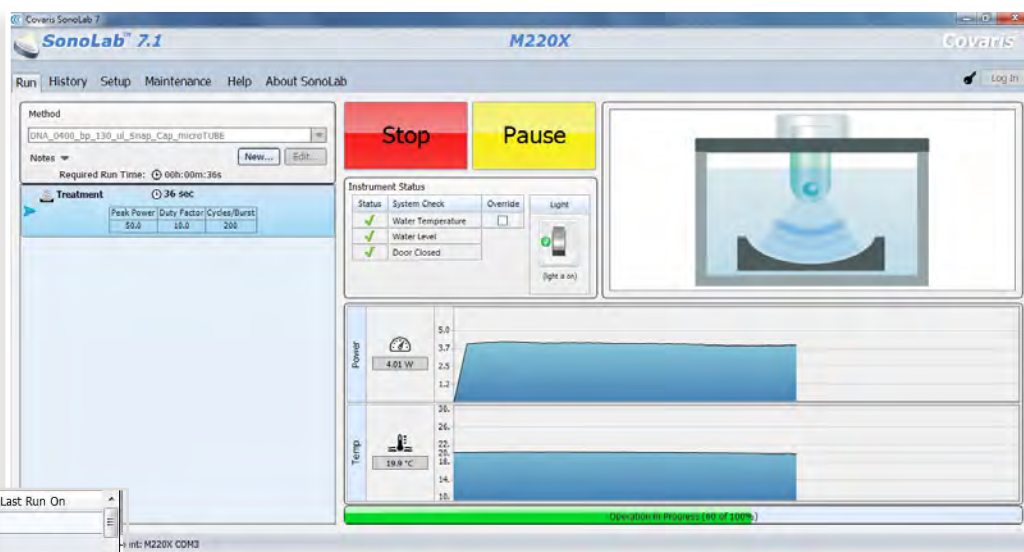 Covaris SonoLab 7
SonoLab™ 7.1
M220X
Covaris
Run History Setup Maintenance Help About SonoLab
Log In
Method
DNA_0400_bp_130_ul_Snap_Cap_microTUBE
Notes
New... Edit...
Required Run Time: 00h:00m:36s
Treatment 36 sec
Peak Power Duty Factor Cycles/Burst
50.0 10.0 200
Stop
Pause
Instrument Status
Status System Check Override Light
Water Temperature
Water Level
Door Closed
(light is on)
Power
4.01 W
5.0
3.7
2.5
1.2
Temp
19.9 °C
30.
26.
22.
20.
18.
14.
10.
Operation in Progress (60 of 100%)
Last Run On
nt: M220X COM3